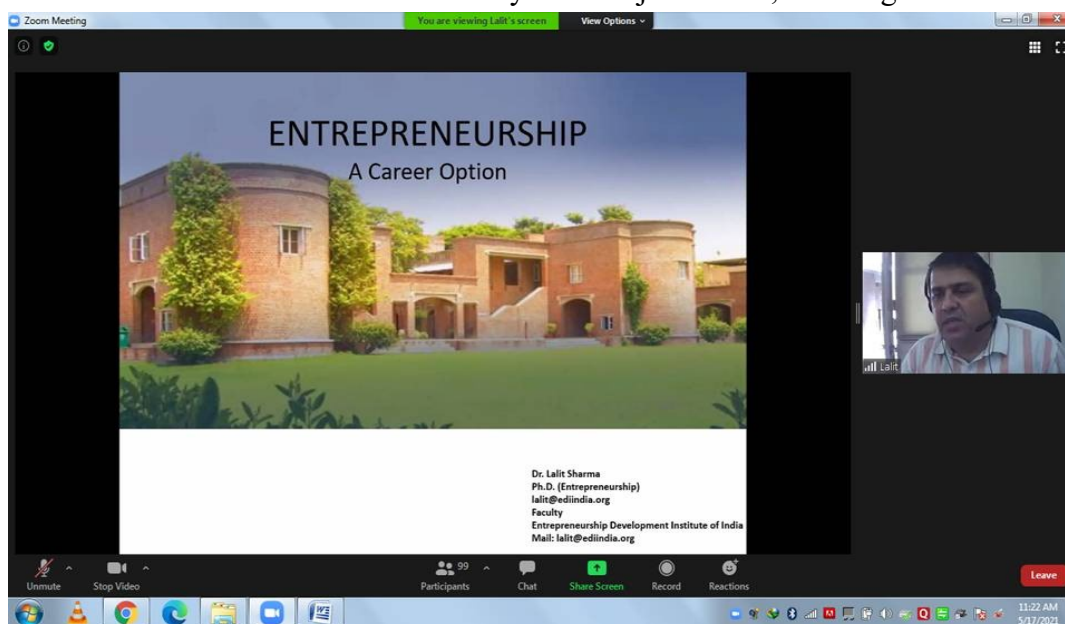 Zoom Meeting
You are viewing Lalit's screen View Options
ENTREPRENEURSHIP
A Career Option
Lalit
Dr. Lalit Sharma
Ph.D. (Entrepreneurship)
lalit@ediindia.org
Faculty
Entrepreneurship Development Institute of India
Mail: lalit@ediindia.org
Unmute Stop Video Participants 99 Chat Share Screen Record Reactions Leave
11:22 AM
5/17/2021